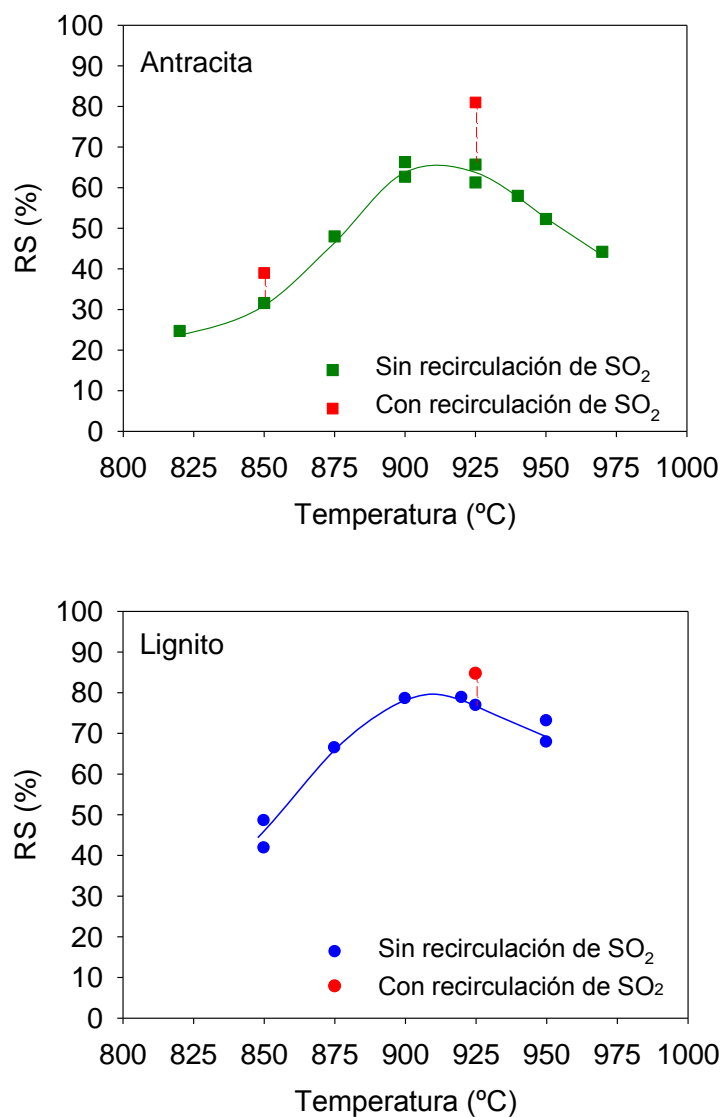 100
Antracita
90
80
70
60
50
RS (%)
40
30
20
Sin recirculación de SO₂
10
Con recirculación de SO₂
0
800 825 850 875 900 925 950 975 1000
Temperatura (ºC)
100
Lignito
90
80
70
60
50
RS (%)
40
30
20
Sin recirculación de SO₂
10
Con recirculación de SO₂
0
800 825 850 875 900 925 950 975 1000
Temperatura (ºC)